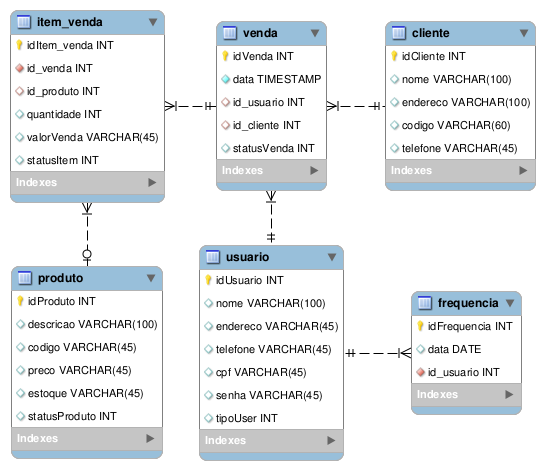 item_venda
idItem_venda INT
id_venda INT
id_produto INT
quantidade INT
valorVenda VARCHAR(45)
statusItem INT
Indexes
venda
idVenda INT
data TIMESTAMP
id_usuario INT
id_cliente INT
statusVenda INT
Indexes
cliente
idCliente INT
nome VARCHAR(100)
endereco VARCHAR(100)
codigo VARCHAR(60)
telefone VARCHAR(45)
Indexes
produto
idProduto INT
descricao VARCHAR(100)
codigo VARCHAR(45)
preco VARCHAR(45)
estoque VARCHAR(45)
statusProduto INT
Indexes
usuario
idUsuario INT
nome VARCHAR(100)
endereco VARCHAR(45)
telefone VARCHAR(45)
cpf VARCHAR(45)
senha VARCHAR(45)
tipoUser INT
Indexes
frequencia
idFrequencia INT
data DATE
id_usuario INT
Indexes